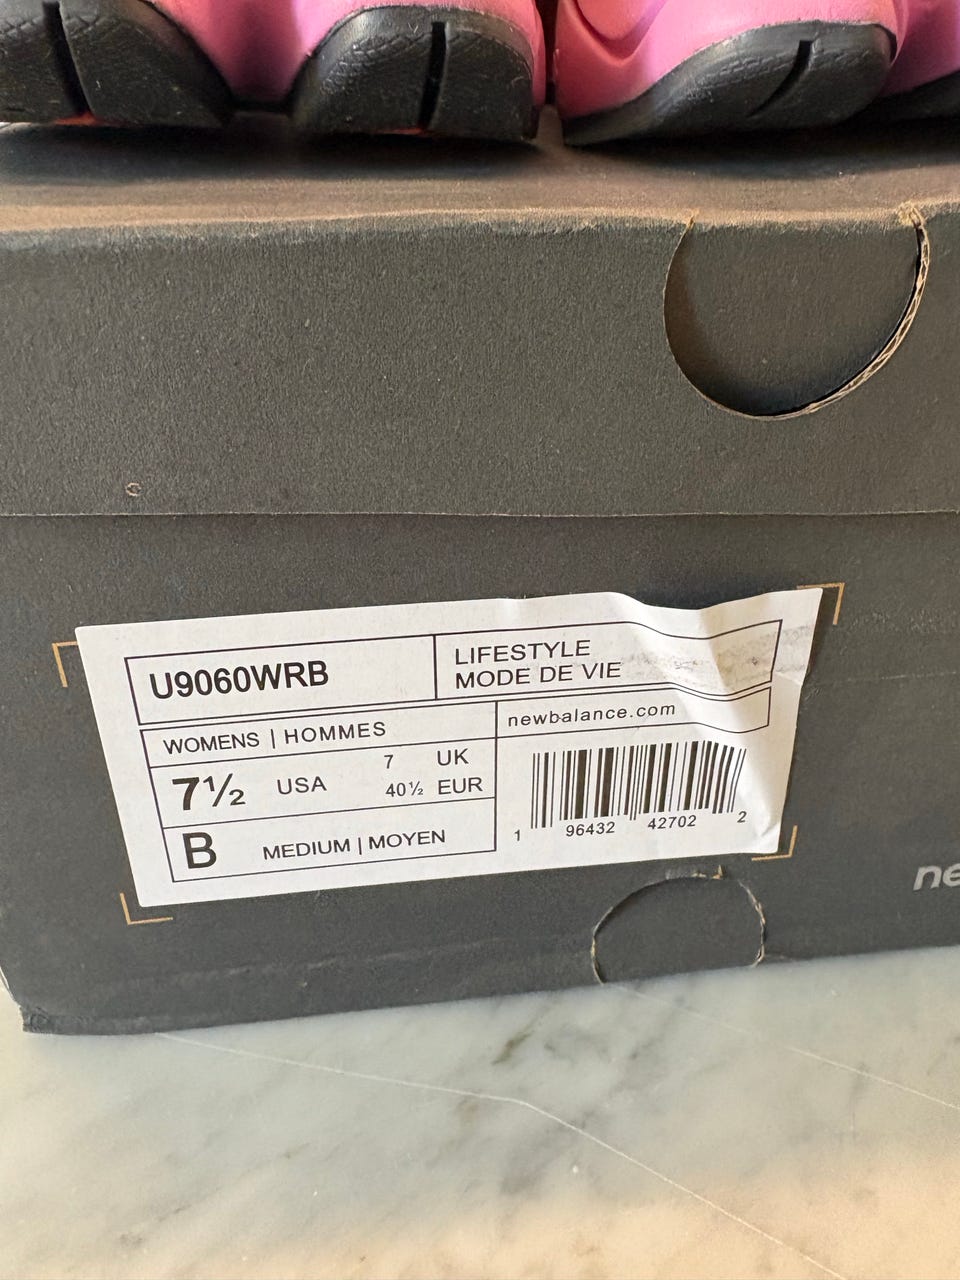 U9060WRB
LIFESTYLE
MODE DE VIE
WOMENS | HOMMES
newbalance.com
7½ USA 7 UK
40½ EUR
B MEDIUM | MOYEN
1 96432 42702 2
ne